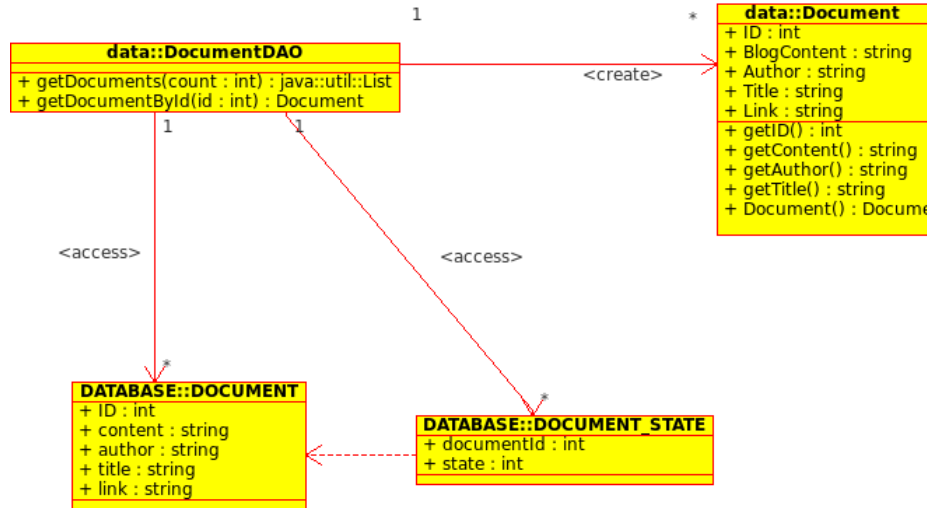 1
*
data::DocumentDAO
+ getDocuments(count : int) : java::util::List
+ getDocumentById(id : int) : Document
<create>
data::Document
+ ID : int
+ BlogContent : string
+ Author : string
+ Title : string
+ Link : string
+ getID() : int
+ getContent() : string
+ getAuthor() : string
+ getTitle() : string
+ Document() : Docume
1
1
<access>
<access>
*
*
DATABASE::DOCUMENT
+ ID : int
+ content : string
+ author : string
+ title : string
+ link : string
DATABASE::DOCUMENT_STATE
+ documentId : int
+ state : int